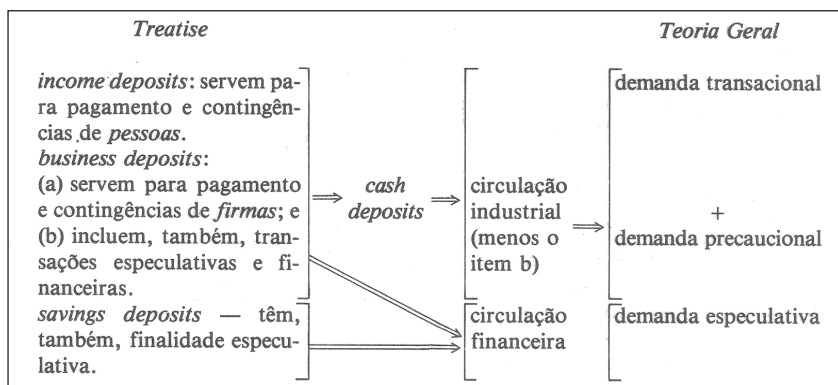 Treatise
Teoria Geral
income deposits: servem pa-
ra pagamento e contingên-
cias de pessoas.
business deposits:
(a) servem para pagamento
e contingências de firmas; e
(b) incluem, também, tran-
sações especulativas e fi-
nanceiras.
savings deposits — têm,
também, finalidade especu-
lativa.
cash
deposits
circulação
industrial
(menos o
item b)
circulação
financeira
demanda transacional
+
demanda precaucional
demanda especulativa